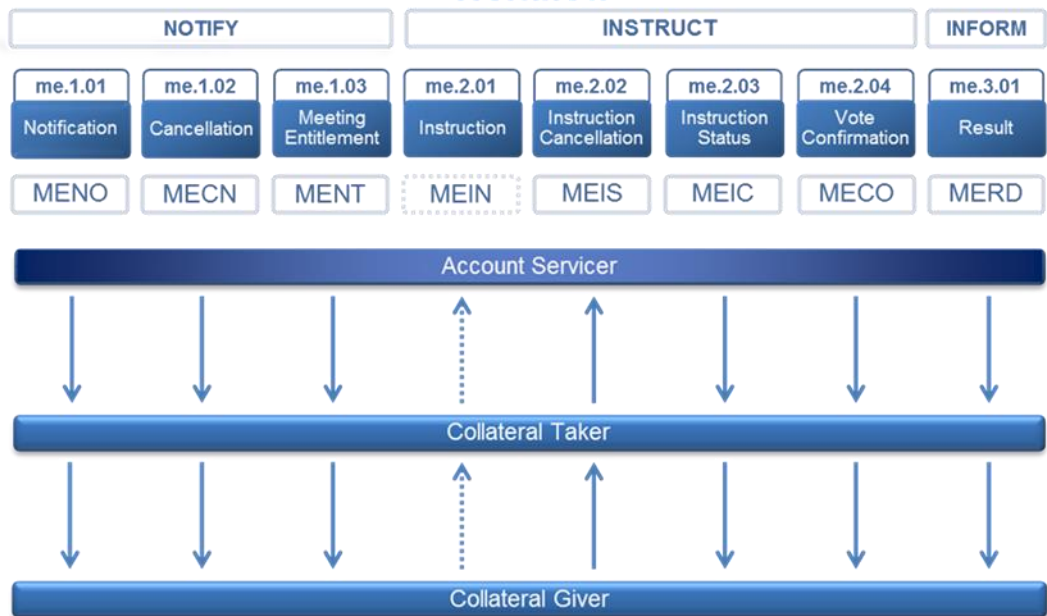 NOTIFY
INSTRUCT
INFORM
me.1.01
me.1.02
me.1.03
me.2.01
me.2.02
me.2.03
me.2.04
me.3.01
Notification
Cancellation
Meeting
Entitlement
Instruction
Instruction
Cancellation
Instruction
Status
Vote
Confirmation
Result
MENO
MECN
MENT
MEIN
MEIS
MEIC
MECO
MERD
Account Servicer
Collateral Taker
Collateral Giver